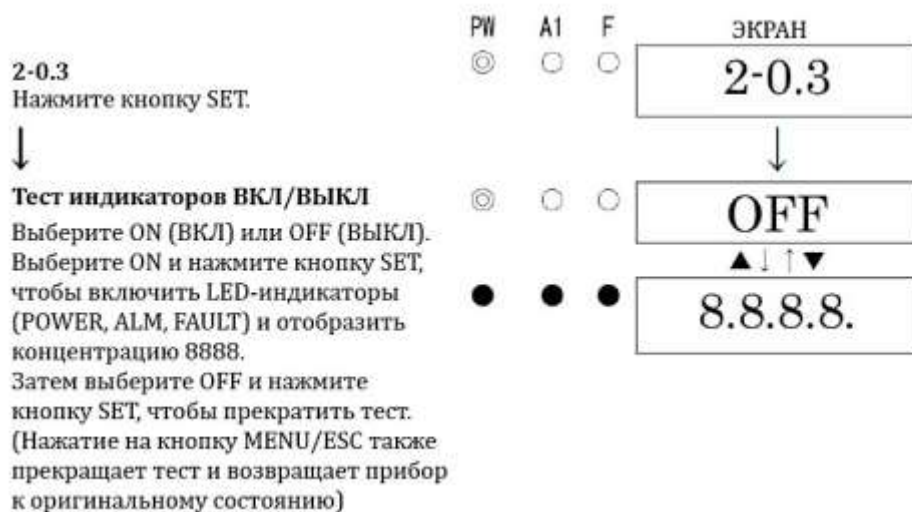 PW A1 F ЭКРАН
2-0.3
2-0.3
Нажмите кнопку SET.
Тест индикаторов ВКЛ/ВЫКЛ
OFF
Выберите ON (ВКЛ) или OFF (ВЫКЛ).
Выберите ON и нажмите кнопку SET,
чтобы включить LED-индикаторы
8.8.8.8.
(POWER, ALM, FAULT) и отобразить
концентрацию 8888.
Затем выберите OFF и нажмите
кнопку SET, чтобы прекратить тест.
(Нажатие на кнопку MENU/ESC также
прекращает тест и возвращает прибор
к оригинальному состоянию)